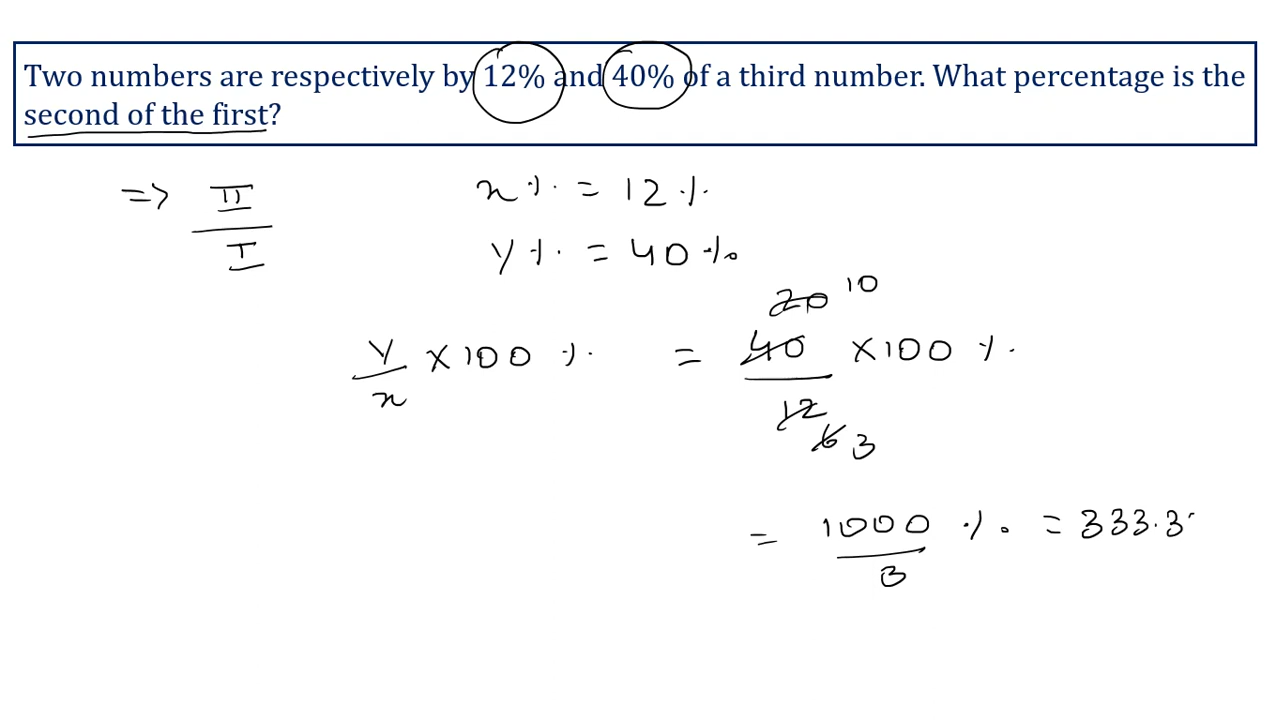 Two numbers are respectively by 12% and 40% of a third number. What percentage is the
second of the first?
=> II
I
x% = 12%
y% = 40%
20 10
y/x × 100 % = 40/12 × 100 %
6 3
= 1000/3 % = 333.3